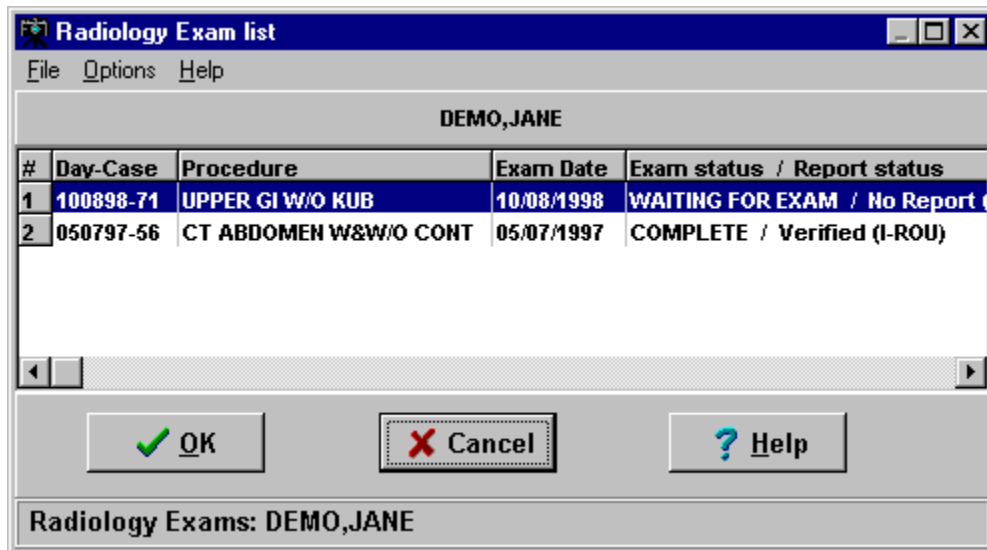 Radiology Exam list
File Options Help
DEMO,JANE
# Day-Case Procedure Exam Date Exam status / Report status
1 100898-71 UPPER GI W/O KUB 10/08/1998 WAITING FOR EXAM / No Report (
2 050797-56 CT ABDOMEN W&W/O CONT 05/07/1997 COMPLETE / Verified (I-ROU)
OK Cancel ? Help
Radiology Exams: DEMO,JANE